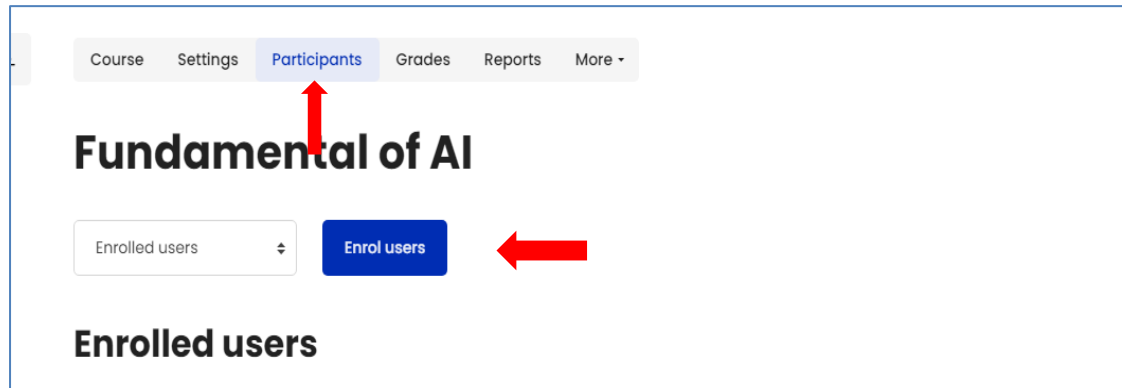 Course Settings Participants Grades Reports More
Fundamental of AI
Enrolled users Enrol users
Enrolled users